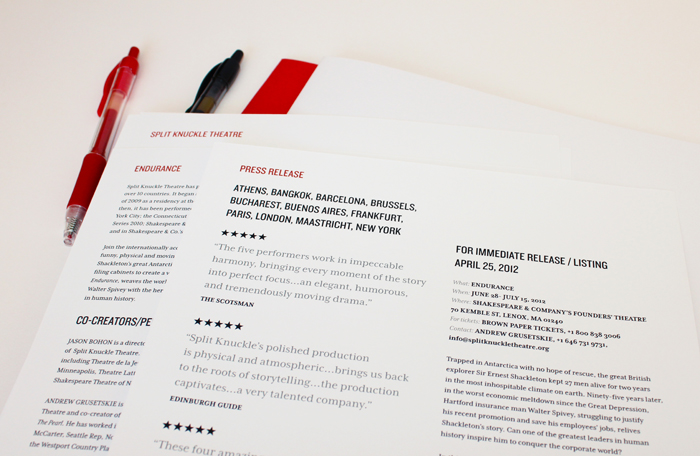 SPLIT KNUCKLE THEATRE
ENDURANCE
Split Knuckle Theatre has p
over 10 countries. It began
of 2009 as a residency at th
then, it has been performe
York City; the Connecticut
Series 2010; Shakespeare &
and in Shakespeare & Co.'s
Join the internationally acc
funny, physical and movin
Shackleton's great Antarcti
filing cabinets to create a v
Endurance, weaves the worl
Walter Spivey with the her
in human history.
CO-CREATORS/PE
JASON BOHON is a directo
of Split Knuckle Theatre.
including Theatre de la Je
Minneapolis, Theatre Latt
Shakespeare Theatre of N
ANDREW GRUSETSKIE is
Theatre and co-creator of
The Pearl. He has worked i
McCarter, Seattle Rep, No
the Westport Country Pla
PRESS RELEASE
ATHENS, BANGKOK, BARCELONA, BRUSSELS,
BUCHAREST, BUENOS AIRES, FRANKFURT,
PARIS, LONDON, MAASTRICHT, NEW YORK
★★★★★
"The five performers work in impeccable
harmony, bringing every moment of the story
into perfect focus...an elegant, humorous,
and tremendously moving drama."
THE SCOTSMAN
★★★★★
"Split Knuckle's polished production
is physical and atmospheric...brings us back
to the roots of storytelling...the production
captivates...a very talented company."
EDINBURGH GUIDE
★★★★★
"These four amazin
FOR IMMEDIATE RELEASE / LISTING
APRIL 25, 2012
What: ENDURANCE
When: JUNE 28- JULY 15, 2012
Where: SHAKESPEARE & COMPANY'S FOUNDERS' THEATRE
70 KEMBLE ST, LENOX, MA 01240
For tickets: BROWN PAPER TICKETS, +1 800 838 3006
Contact: ANDREW GRUSETSKIE, +1 646 731 9731,
info@splitknuckletheatre.org
Trapped in Antarctica with no hope of rescue, the great British
explorer Sir Ernest Shackleton kept 27 men alive for two years
in the most inhospitable climate on earth. Ninety-five years later,
in the worst economic meltdown since the Great Depression,
Hartford insurance man Walter Spivey, struggling to justify
his recent promotion and save his employees' jobs, relives
Shackleton's story. Can one of the greatest leaders in human
history inspire him to conquer the corporate world?